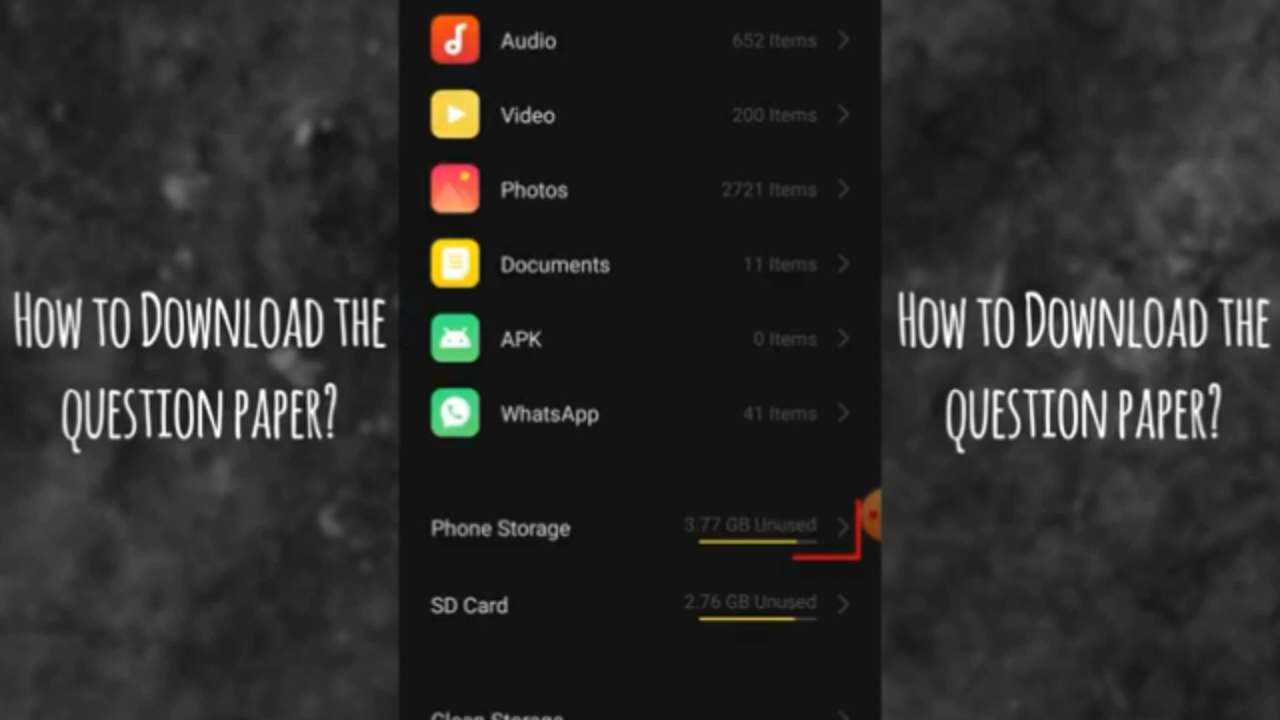 Audio 652 Items
Video 200 Items
Photos 2721 Items
Documents 11 Items
APK 0 Items
WhatsApp 41 Items
How to Download the
question paper?
How to Download the
question paper?
Phone Storage 3.77 GB Unused
SD Card 2.76 GB Unused
Clean Storage